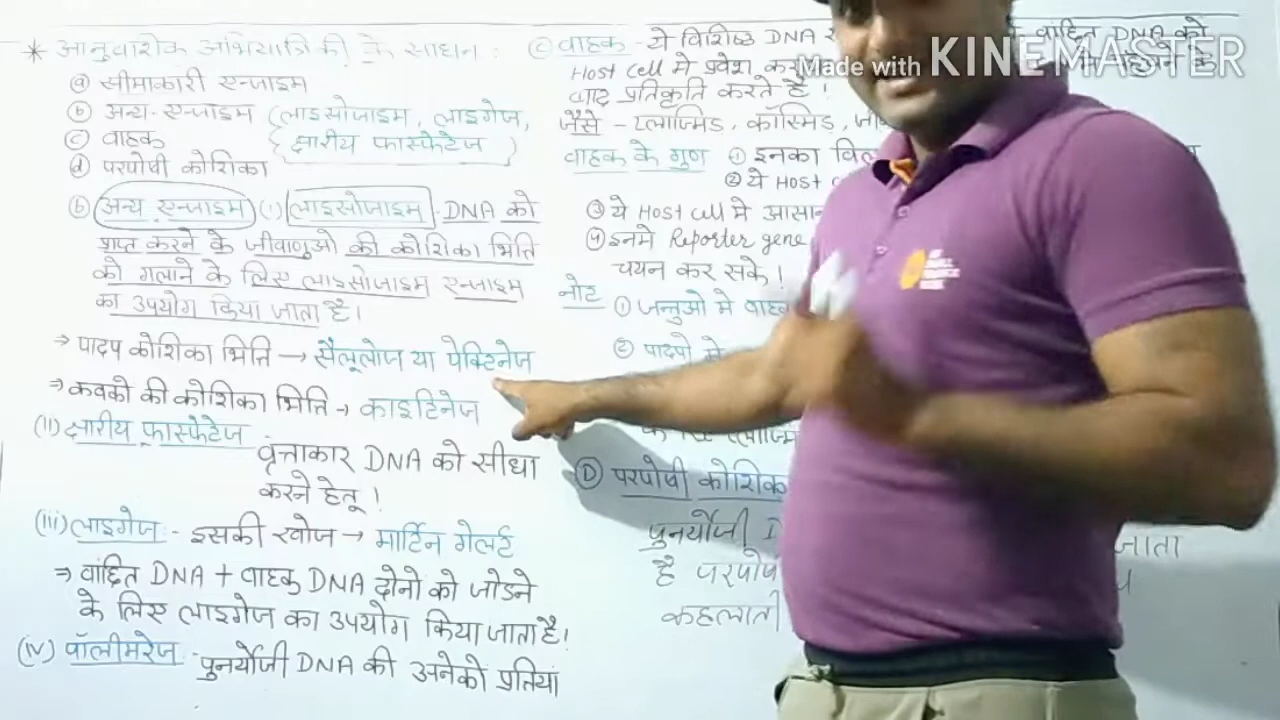 * आनुवांशिक अभियांत्रिकी के साधन :
ⓐ सीमाकारी एन्जाइम
ⓑ अन्य-एन्जाइम (लाइसोजाइम, लाइगेज,
ⓒ वाहक { क्षारीय फास्फेटेज )
ⓓ परपोषी कोशिका
ⓑ अन्य एन्जाइम (i) लाइसोजाइम - DNA को
प्राप्त करने के जीवाणुओ की कोशिका भिति
को गलाने के लिए लाइसोजाइम एन्जाइम
का उपयोग किया जाता है।
→ पादप कोशिका भिति → सैलूलोज या पेक्टिनेज
⇒ कवको की कोशिका भिति → काइटिनेज
(ii) क्षारीय फास्फेटेज
वृत्ताकार DNA को सीधा
करने हेतू !
(iii) लाइगेज - इसकी खोज → मार्टिन गेलर्ट
⇒ वांछित DNA + वाहक DNA दोनो को जोडने
के लिए लाइगेज का उपयोग किया जाता है!
(iv) पॉलीमरेज - पुनर्योजी DNA की अनेको प्रतियां
ⓒ वाहक - ये विशिष्ठ DNA वांछित DNA को
Host Cell मे प्रवेश के
बाद प्रतिकृति करते है !
जैसे - प्लाज्मिड, कॉस्मिड,
वाहक के गुण ① इनका
② ये Host
③ ये Host cell मे
④ इनमे Reporter gene
चयन कर सके !
नोट ① जन्तुओ मे
② पादपो मे
Ⓓ परपोषी कोशिका
पुनर्योजी जाता
है
कहलाती
Made with KINEMASTER